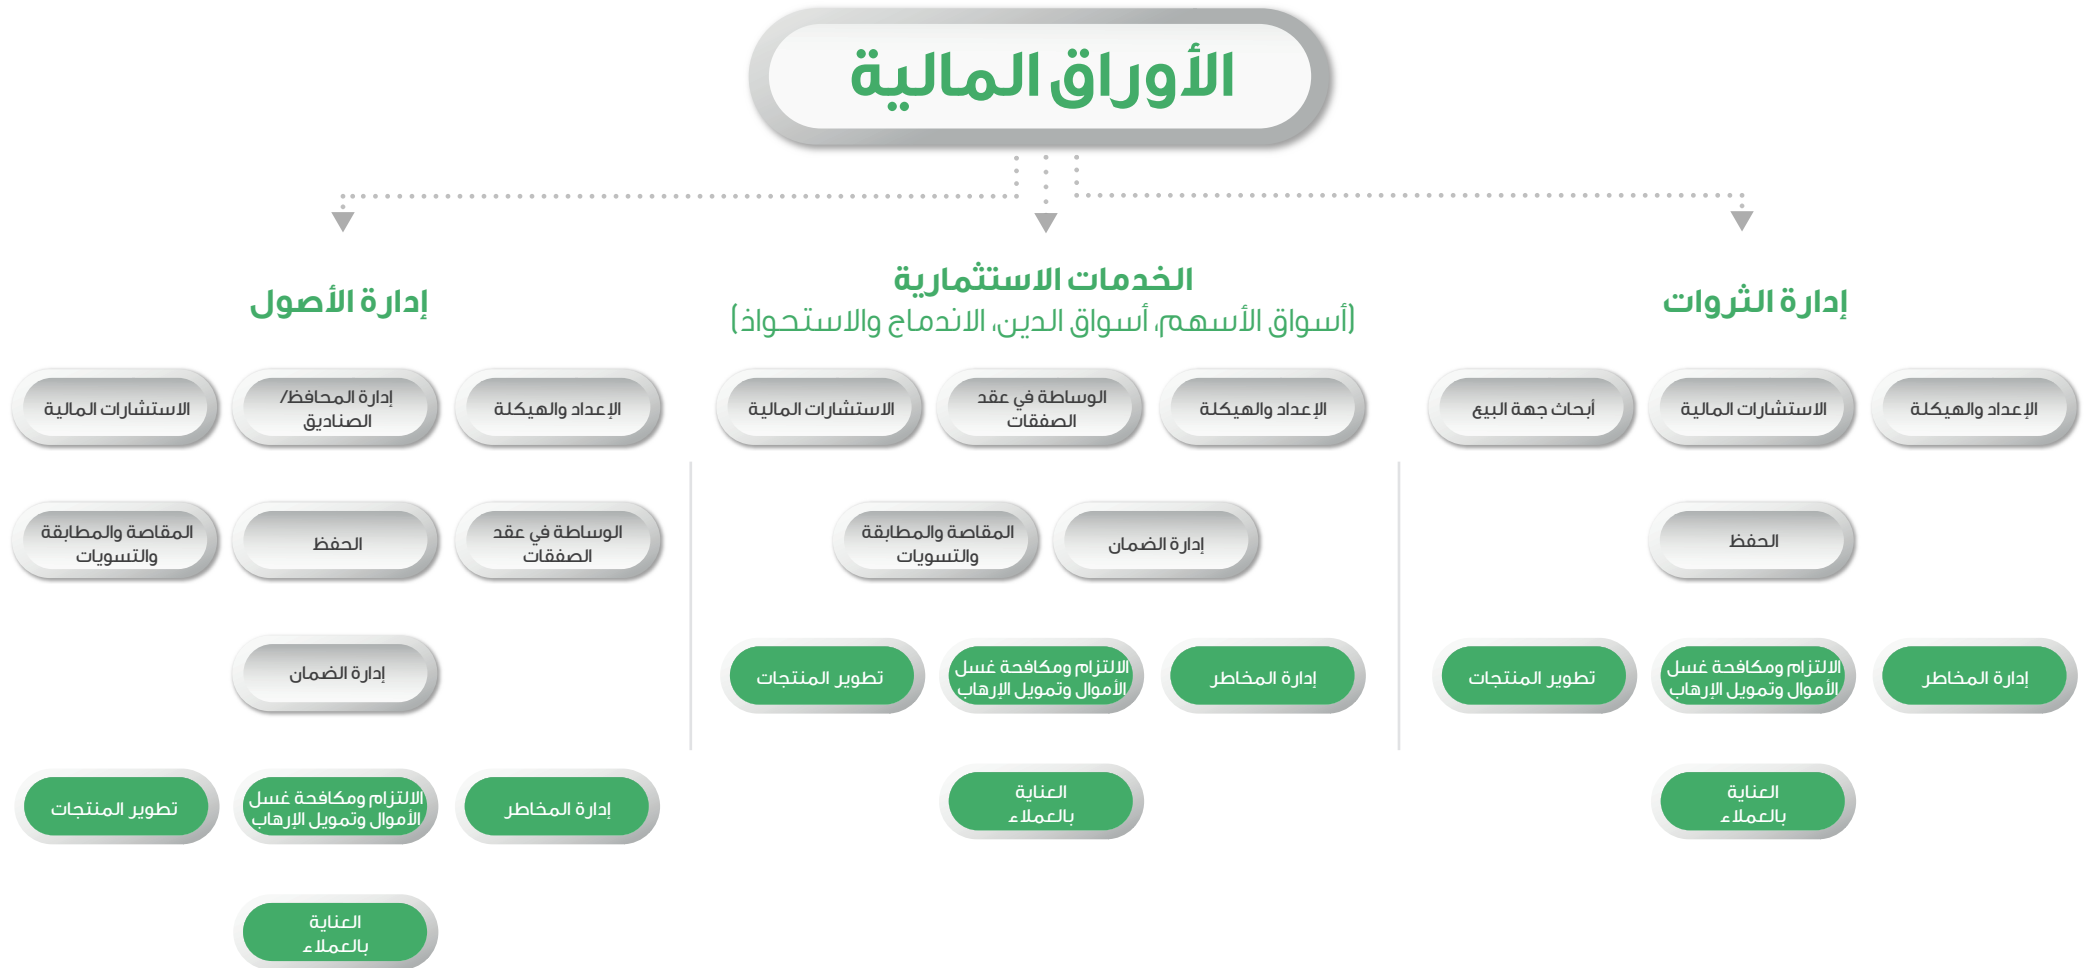 الأوراق المالية
إدارة الثروات
الإعداد والهيكلة
الاستشارات المالية
أبحاث جهة البيع
الحفظ
إدارة المخاطر
الالتزام ومكافحة غسل
الأموال وتمويل الإرهاب
تطوير المنتجات
العناية
بالعملاء
الخدمات الاستثمارية
(أسواق الأسهم، أسواق الدين، الاندماج والاستحواذ)
الإعداد والهيكلة
الوساطة في عقد
الصفقات
الاستشارات المالية
إدارة الضمان
المقاصة والمطابقة
والتسويات
إدارة المخاطر
الالتزام ومكافحة غسل
الأموال وتمويل الإرهاب
تطوير المنتجات
العناية
بالعملاء
إدارة الأصول
الإعداد والهيكلة
إدارة المحافظ/
الصناديق
الاستشارات المالية
الوساطة في عقد
الصفقات
الحفظ
المقاصة والمطابقة
والتسويات
إدارة الضمان
إدارة المخاطر
الالتزام ومكافحة غسل
الأموال وتمويل الإرهاب
تطوير المنتجات
العناية
بالعملاء